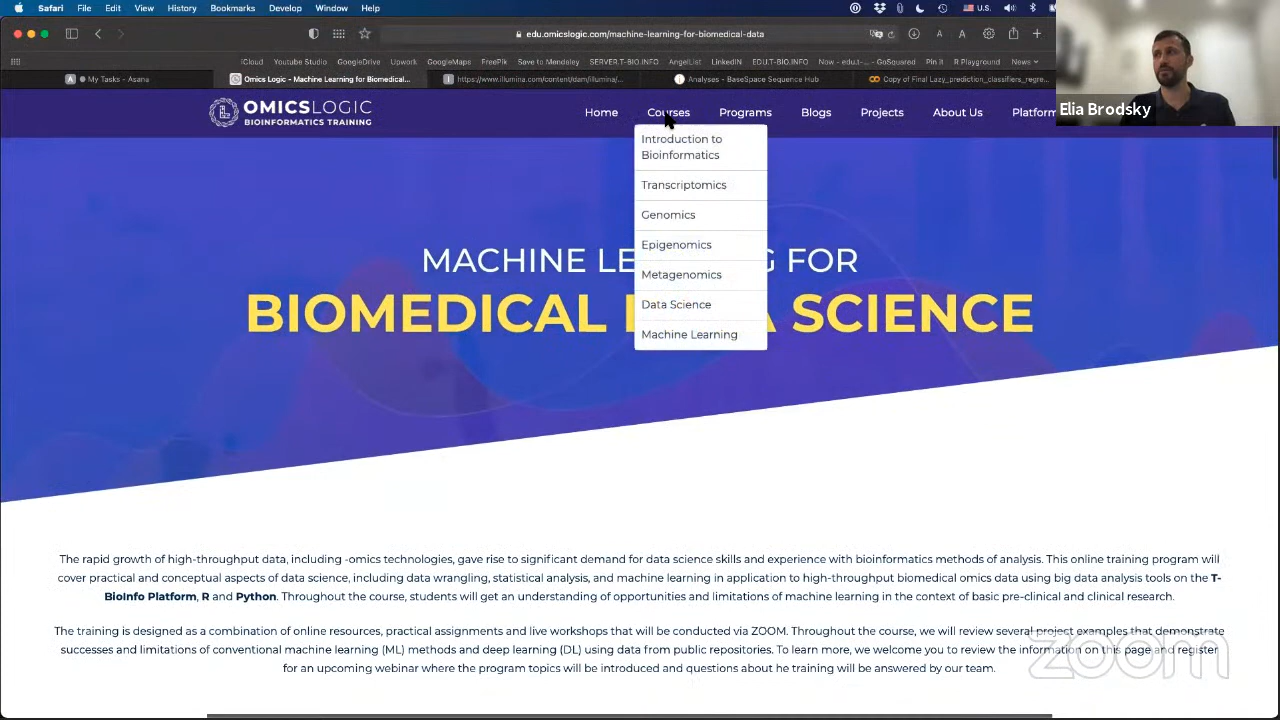 Safari File Edit View History Bookmarks Develop Window Help U.S.
edu.omicslogic.com/machine-learning-for-biomedical-data
iCloud Youtube Studio GoogleDrive Upwork GoogleMaps FreePik Save to Mendeley SERVER.T-BIO.INFO AngelList LinkedIN EDU.T-BIO.INFO Now - edu.t-...- GoSquared Pin It R Playground News
My Tasks - Asana
Omics Logic - Machine Learning for Biomedical...
https://www.illumina.com/content/dam/illumina/...
Analyses - BaseSpace Sequence Hub
Copy of Final Lazy_prediction_classifiers_regre...
Elia Brodsky
OMICSLOGIC
BIOINFORMATICS TRAINING
Home Courses Programs Blogs Projects About Us Platform
Introduction to
Bioinformatics
Transcriptomics
Genomics
Epigenomics
Metagenomics
Data Science
Machine Learning
MACHINE LE G FOR
BIOMEDICAL A SCIENCE
The rapid growth of high-throughput data, including -omics technologies, gave rise to significant demand for data science skills and experience with bioinformatics methods of analysis. This online training program will
cover practical and conceptual aspects of data science, including data wrangling, statistical analysis, and machine learning in application to high-throughput biomedical omics data using big data analysis tools on the T-
BioInfo Platform, R and Python. Throughout the course, students will get an understanding of opportunities and limitations of machine learning in the context of basic pre-clinical and clinical research.
The training is designed as a combination of online resources, practical assignments and live workshops that will be conducted via ZOOM. Throughout the course, we will review several project examples that demonstrate
successes and limitations of conventional machine learning (ML) methods and deep learning (DL) using data from public repositories. To learn more, we welcome you to review the information on this page and register
for an upcoming webinar where the program topics will be introduced and questions about he training will be answered by our team.
zoom